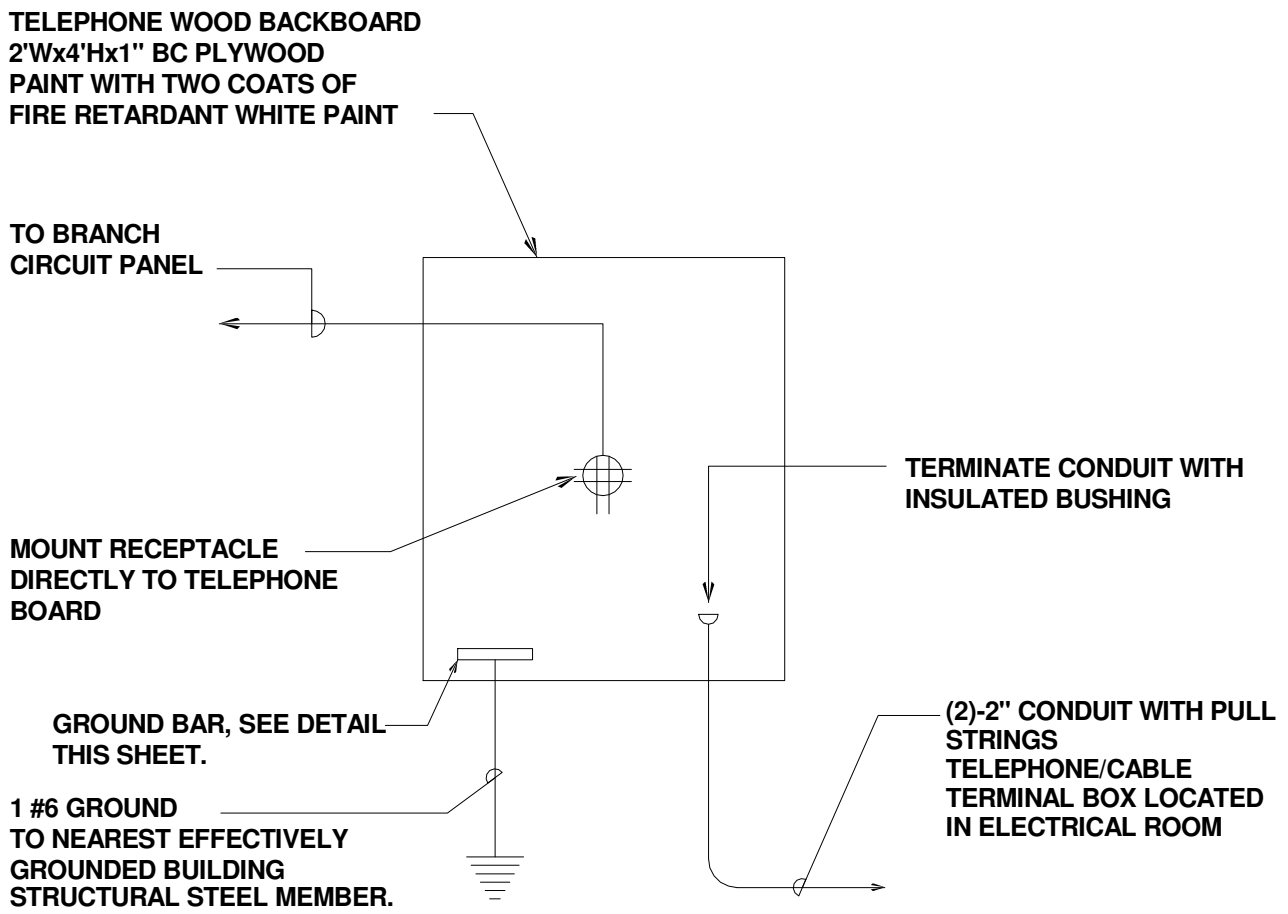 TELEPHONE WOOD BACKBOARD
2'Wx4'Hx1" BC PLYWOOD
PAINT WITH TWO COATS OF
FIRE RETARDANT WHITE PAINT
TO BRANCH
CIRCUIT PANEL
TERMINATE CONDUIT WITH
INSULATED BUSHING
MOUNT RECEPTACLE
DIRECTLY TO TELEPHONE
BOARD
GROUND BAR, SEE DETAIL
THIS SHEET.
(2)-2" CONDUIT WITH PULL
STRINGS
TELEPHONE/CABLE
TERMINAL BOX LOCATED
IN ELECTRICAL ROOM
1 #6 GROUND
TO NEAREST EFFECTIVELY
GROUNDED BUILDING
STRUCTURAL STEEL MEMBER.